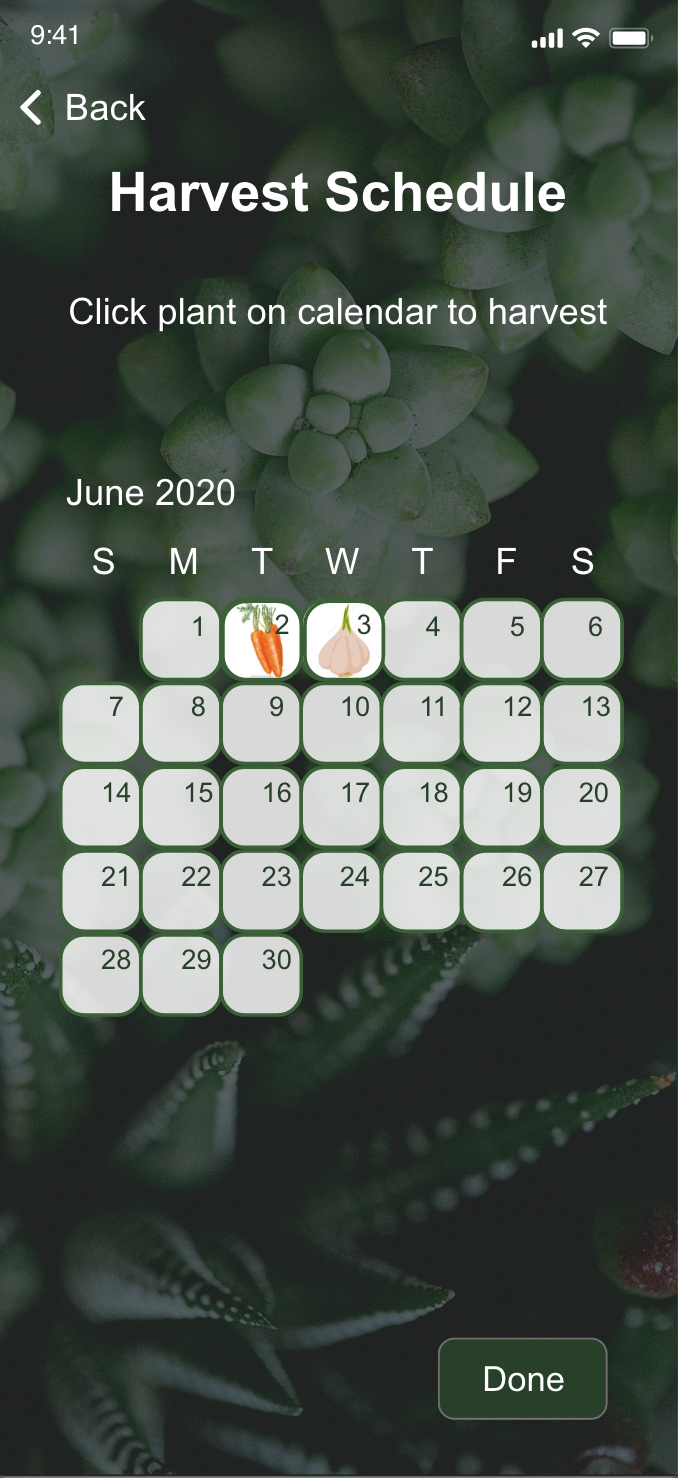 9:41
Back
Harvest Schedule
Click plant on calendar to harvest
June 2020
S M T W T F S
1 2 3 4 5 6
7 8 9 10 11 12 13
14 15 16 17 18 19 20
21 22 23 24 25 26 27
28 29 30
Done